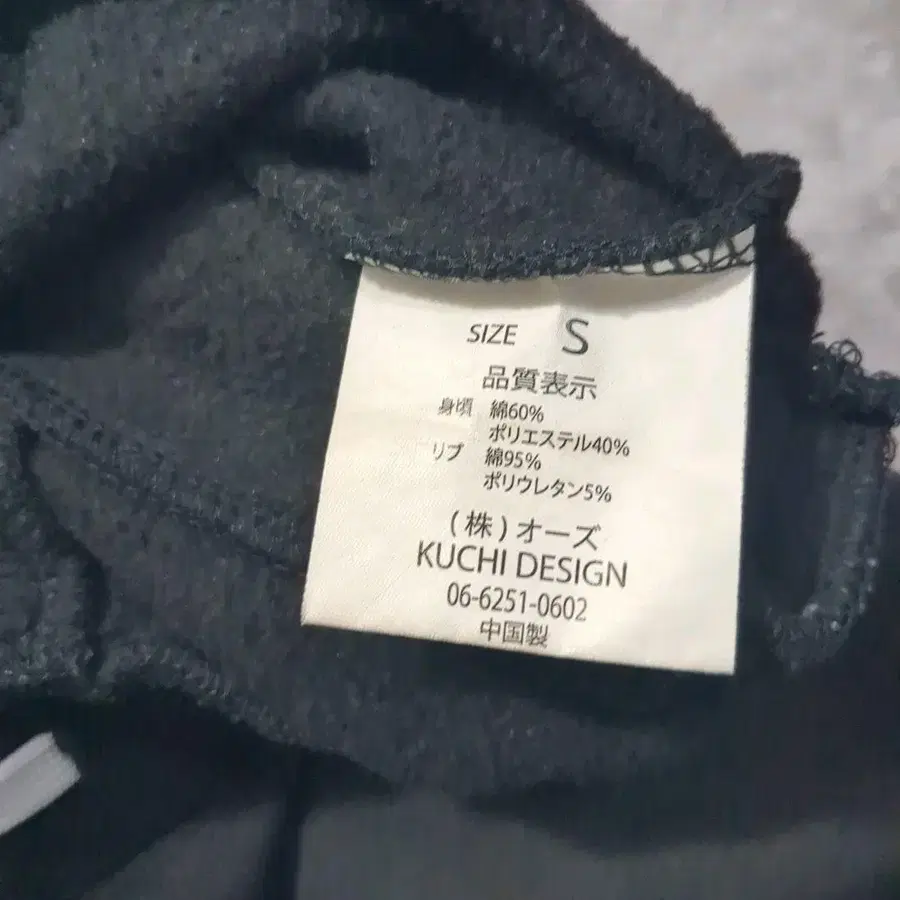 SIZE S
品質表示
身頃 綿60%
ポリエステル40%
リブ 綿95%
ポリウレタン5%
(株)オーズ
KUCHI DESIGN
06-6251-0602
中国製